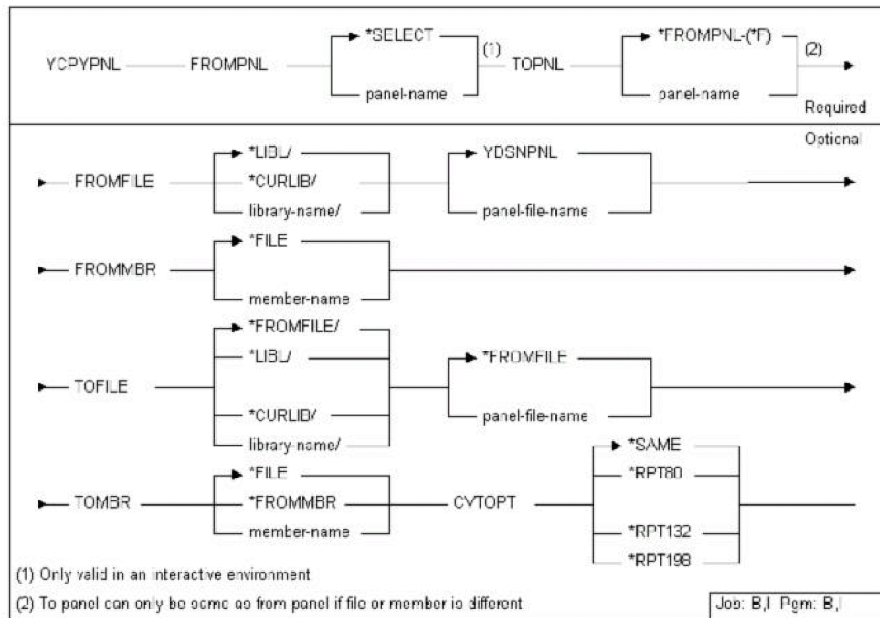 *SELECT *FROMPNL-(*F)
YCPYPNL FROMPNL (1) TOPNL (2)
panel-name panel-name
Required
Optional
*LIBL/ YDSNPNL
FROMFILE *CURLIB/
library-name/ panel-file-name
*FILE
FROMMBR
member-name
*FROMFILE/
*LIBL/ *FROMFILE
TOFILE
*CURLIB/ panel-file-name
library-name/
*SAME
*FILE *RPT80
TOMBR *FROMMBR CVTOPT
member-name *RPT132
*RPT198
(1) Only valid in an interactive environment
(2) To panel can only be same as from panel if file or member is different
Job: B,I Pgm: B,I